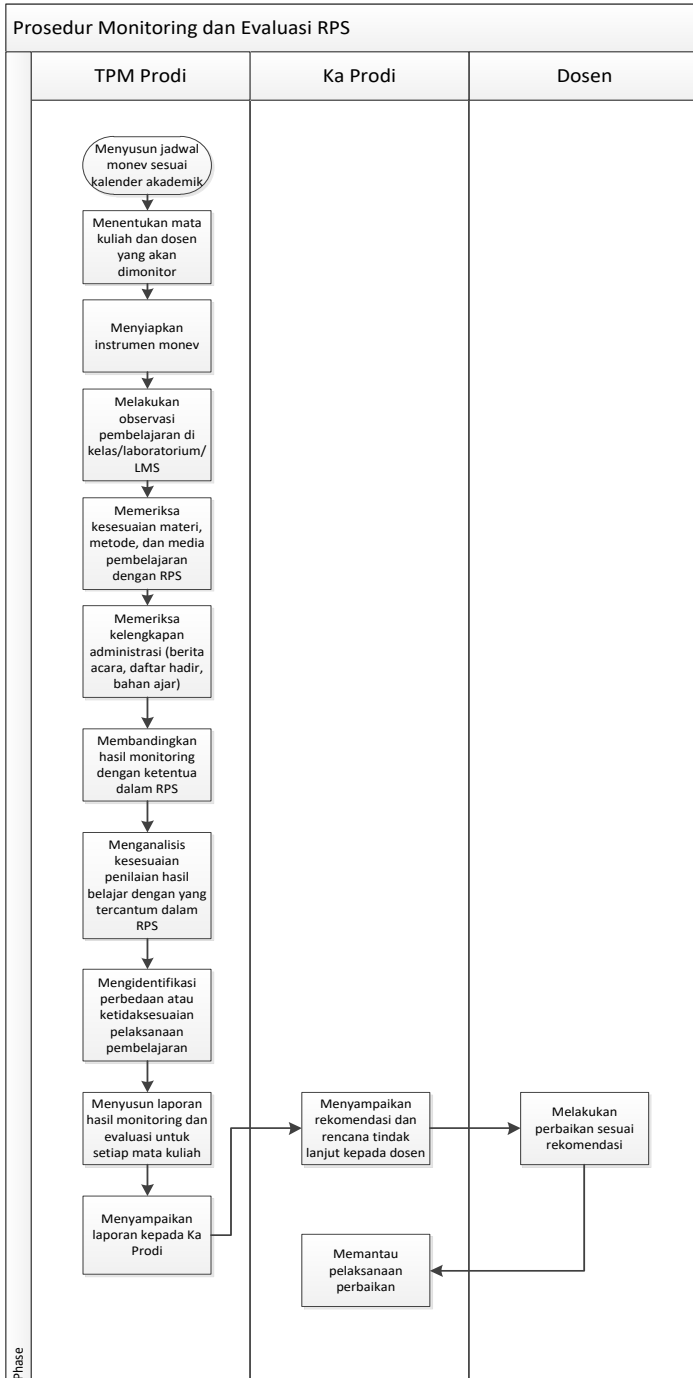 Prosedur Monitoring dan Evaluasi RPS
TPM Prodi
Ka Prodi
Dosen
Menyusun jadwal
monev sesuai
kalender akademik
Menentukan mata
kuliah dan dosen
yang akan
dimonitor
Menyiapkan
instrumen monev
Melakukan
observasi
pembelajaran di
kelas/laboratorium/
LMS
Memeriksa
kesesuaian materi,
metode, dan media
pembelajaran
dengan RPS
Memeriksa
kelengkapan
administrasi (berita
acara, daftar hadir,
bahan ajar)
Membandingkan
hasil monitoring
dengan ketentua
dalam RPS
Menganalisis
kesesuaian
penilaian hasil
belajar dengan yang
tercantum dalam
RPS
Mengidentifikasi
perbedaan atau
ketidaksesuaian
pelaksanaan
pembelajaran
Menyusun laporan
hasil monitoring dan
evaluasi untuk
setiap mata kuliah
Menyampaikan
laporan kepada Ka
Prodi
Menyampaikan
rekomendasi dan
rencana tindak
lanjut kepada dosen
Melakukan
perbaikan sesuai
rekomendasi
Memantau
pelaksanaan
perbaikan
Phase